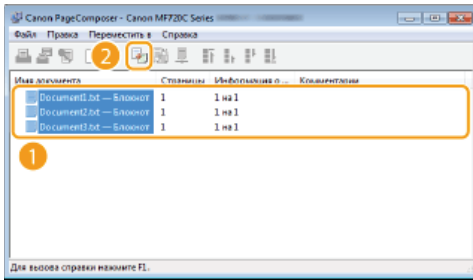 Canon PageComposer - Canon MF720C Series
Файл Правка Переместить в Справка
2
Имя документа Страницы Информация о ... Комментарии
Document1.txt — Блокнот 1 1 на 1
Document2.txt — Блокнот 1 1 на 1
Document3.txt — Блокнот 1 1 на 1
1
Для вызова справки нажмите F1.